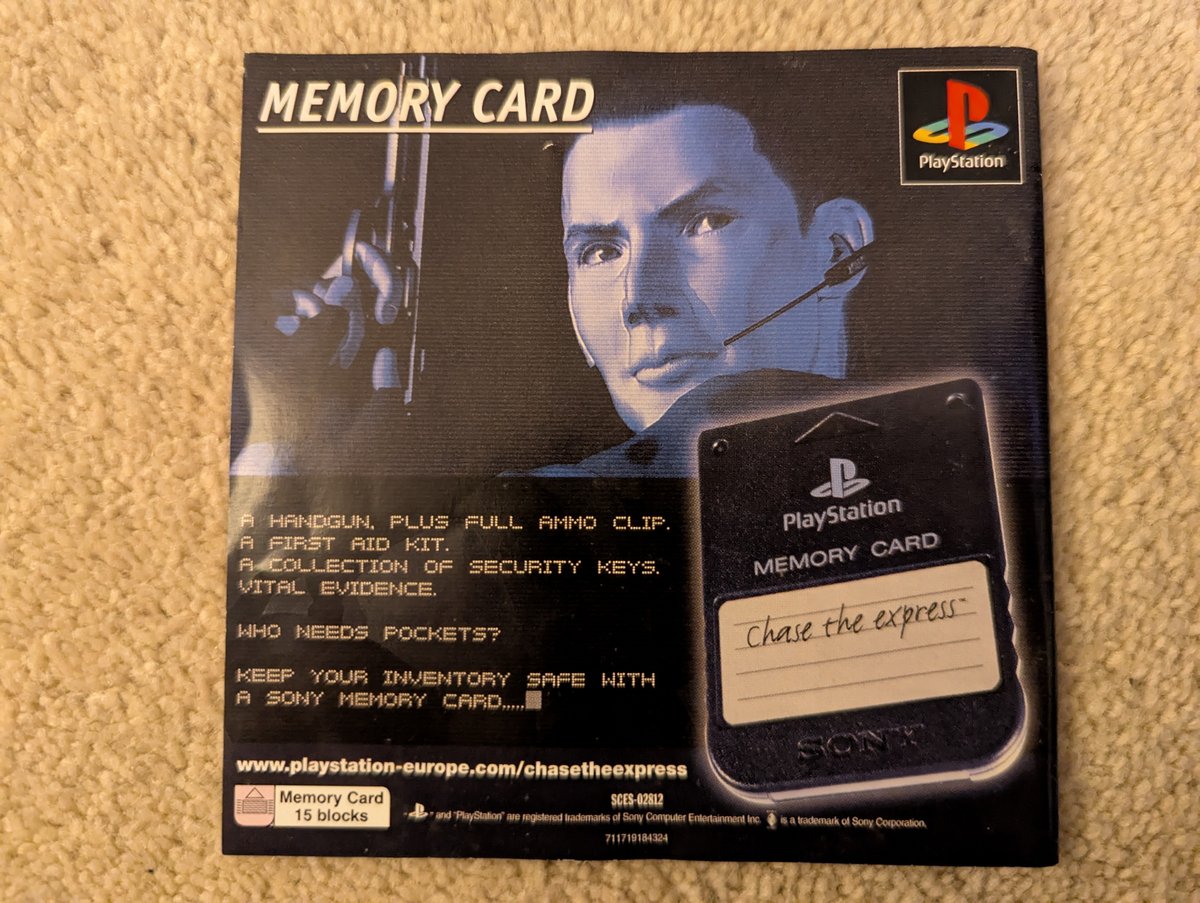 MEMORY CARD
PlayStation
PlayStation
MEMORY CARD
chase the express™
SONY
A HANDGUN, PLUS FULL AMMO CLIP.
A FIRST AID KIT.
A COLLECTION OF SECURITY KEYS.
VITAL EVIDENCE.
WHO NEEDS POCKETS?
KEEP YOUR INVENTORY SAFE WITH
A SONY MEMORY CARD.....
www.playstation-europe.com/chasetheexpress
Memory Card
15 blocks
SCES-02812
" " and "PlayStation" are registered trademarks of Sony Computer Entertainment Inc. is a trademark of Sony Corporation.
711719184324